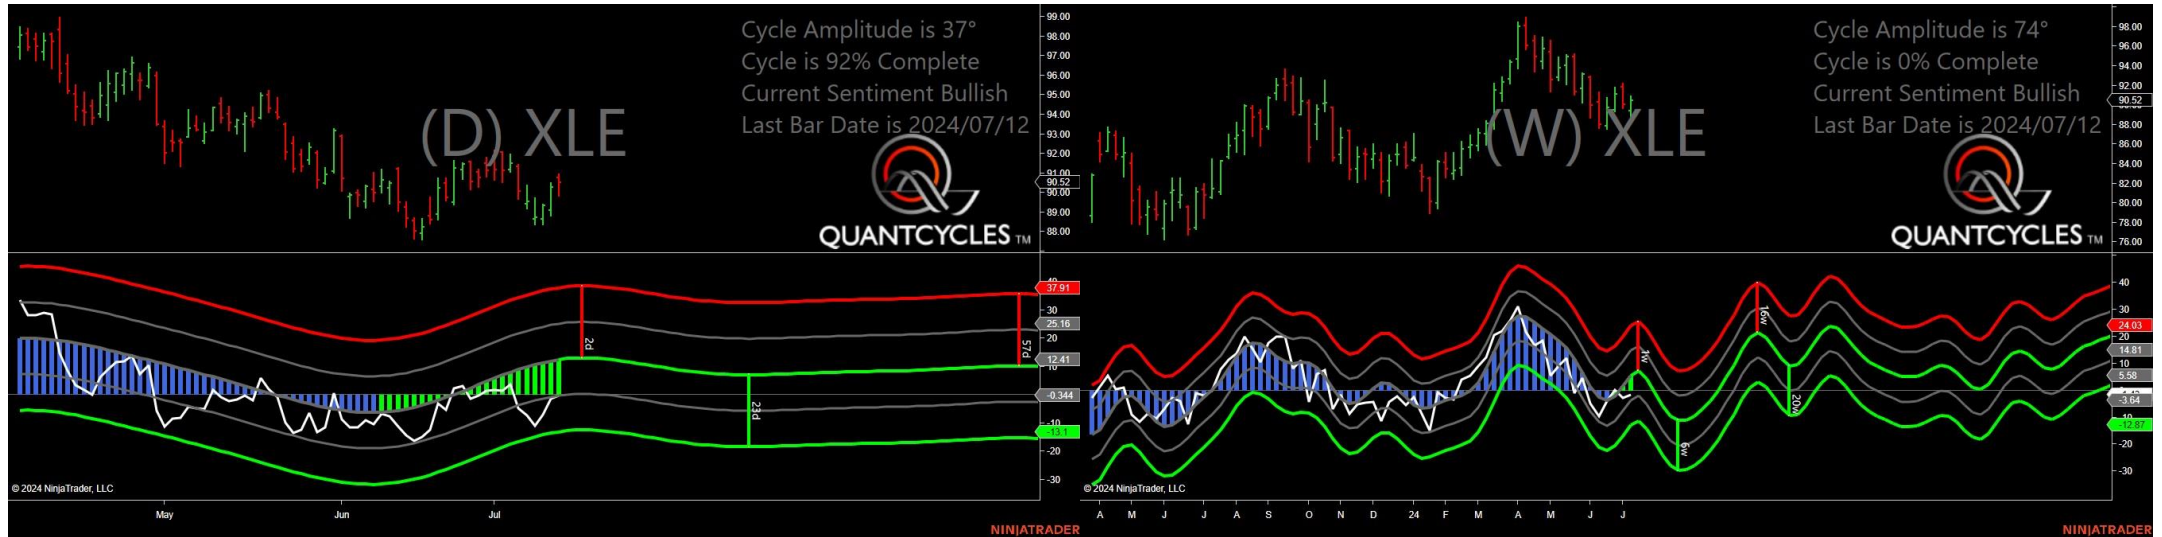 Cycle Amplitude is 37°
Cycle is 92% Complete
Current Sentiment Bullish
Last Bar Date is 2024/07/12
(D) XLE
QUANTCYCLES TM
99.00
98.00
97.00
96.00
95.00
94.00
93.00
92.00
91.00
90.52
90.00
89.00
88.00
37.91
30
25.16
20
12.41
10
-0.344
-10
-13.1
-20
-30
2d
23d
57d
© 2024 NinjaTrader, LLC
May
Jun
Jul
NINJATRADER
Cycle Amplitude is 74°
Cycle is 0% Complete
Current Sentiment Bullish
Last Bar Date is 2024/07/12
(W) XLE
QUANTCYCLES TM
98.00
96.00
94.00
92.00
90.52
88.00
86.00
84.00
82.00
80.00
78.00
76.00
40
30
24.03
20
14.81
10
5.58
-3.64
-12.87
-20
-30
1w
6w
16w
20w
© 2024 NinjaTrader, LLC
A M J J A S O N D 24 F M A M J J
NINJATRADER